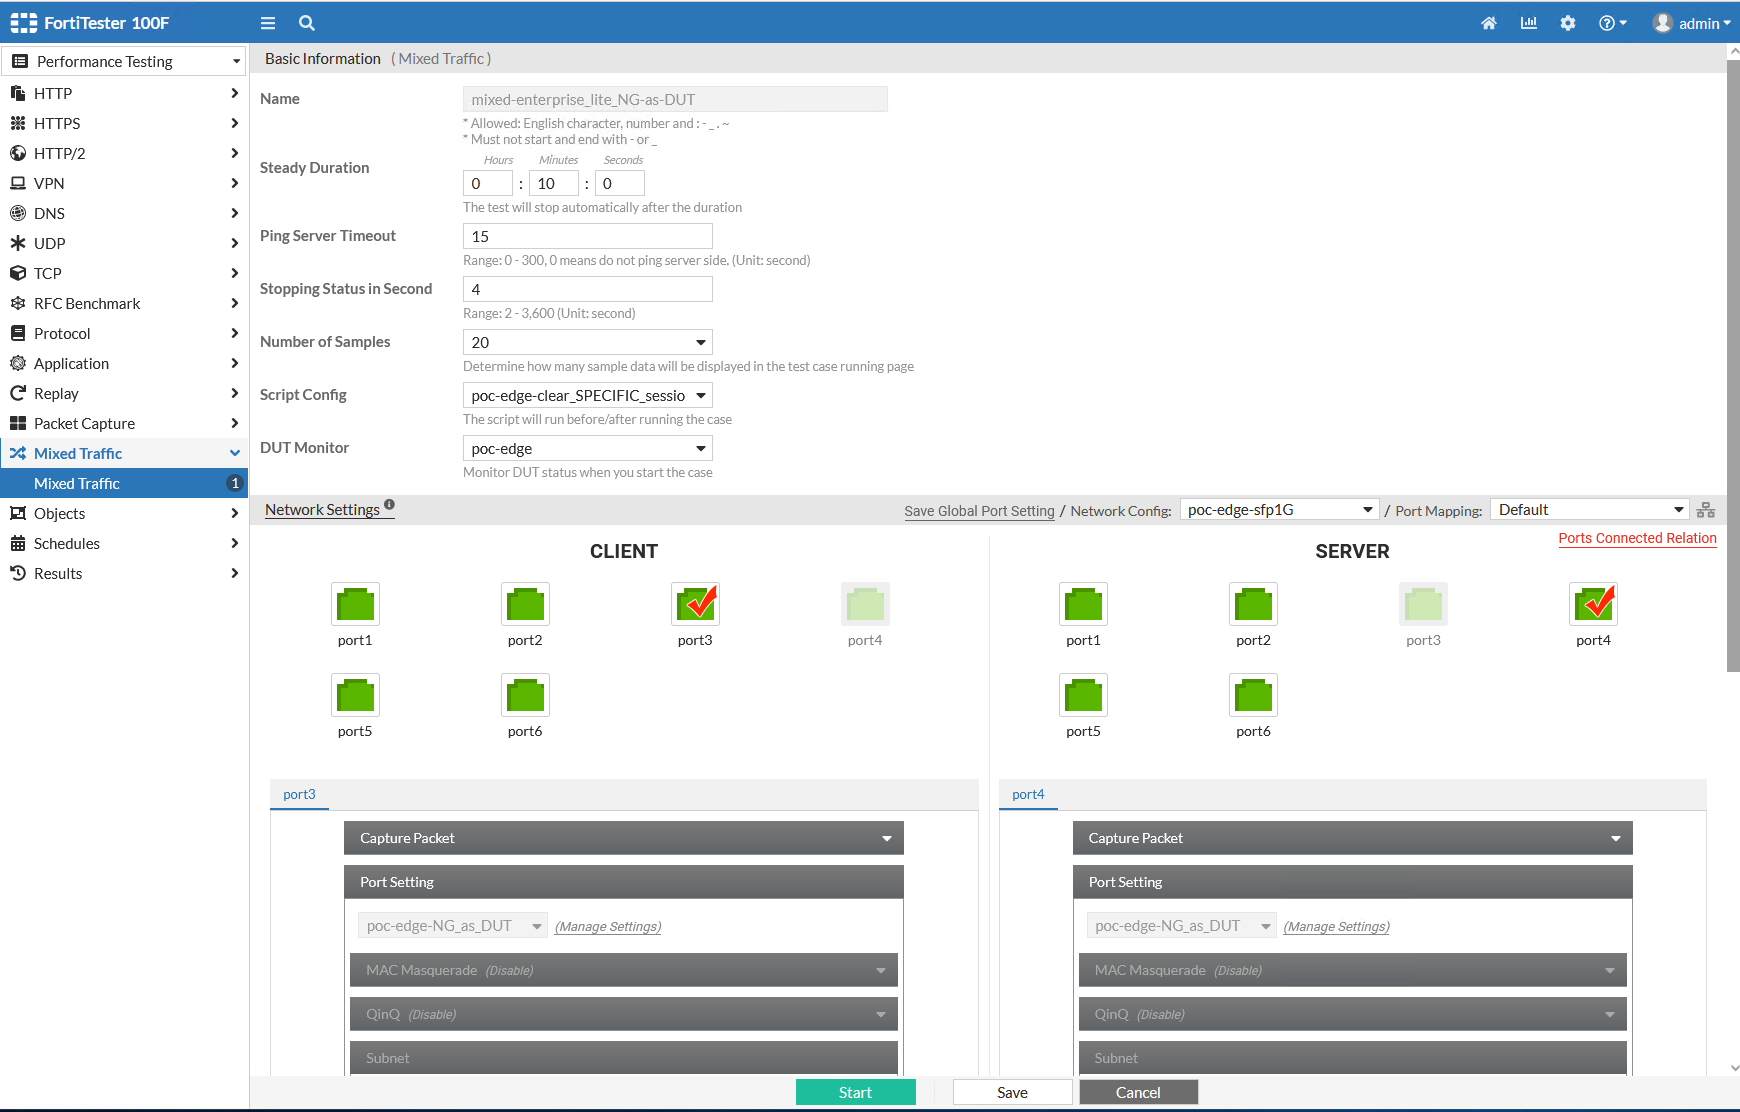 FortiTester 100F
admin
Performance Testing
HTTP
HTTPS
HTTP/2
VPN
DNS
UDP
TCP
RFC Benchmark
Protocol
Application
Replay
Packet Capture
Mixed Traffic
Mixed Traffic 1
Objects
Schedules
Results
Basic Information ( Mixed Traffic )
Name mixed-enterprise_lite_NG-as-DUT
* Allowed: English character, number and : - _ . ~
* Must not start and end with - or _
Hours Minutes Seconds
Steady Duration 0 : 10 : 0
The test will stop automatically after the duration
Ping Server Timeout 15
Range: 0 - 300, 0 means do not ping server side. (Unit: second)
Stopping Status in Second 4
Range: 2 - 3,600 (Unit: second)
Number of Samples 20
Determine how many sample data will be displayed in the test case running page
Script Config poc-edge-clear_SPECIFIC_sessio
The script will run before/after running the case
DUT Monitor poc-edge
Monitor DUT status when you start the case
Network Settings Save Global Port Setting / Network Config: poc-edge-sfp1G / Port Mapping: Default
Ports Connected Relation
CLIENT
port1 port2 port3 port4
port5 port6
port3
Capture Packet
Port Setting
poc-edge-NG_as_DUT (Manage Settings)
MAC Masquerade (Disable)
QinQ (Disable)
Subnet
SERVER
port1 port2 port3 port4
port5 port6
port4
Capture Packet
Port Setting
poc-edge-NG_as_DUT (Manage Settings)
MAC Masquerade (Disable)
QinQ (Disable)
Subnet
Start Save Cancel